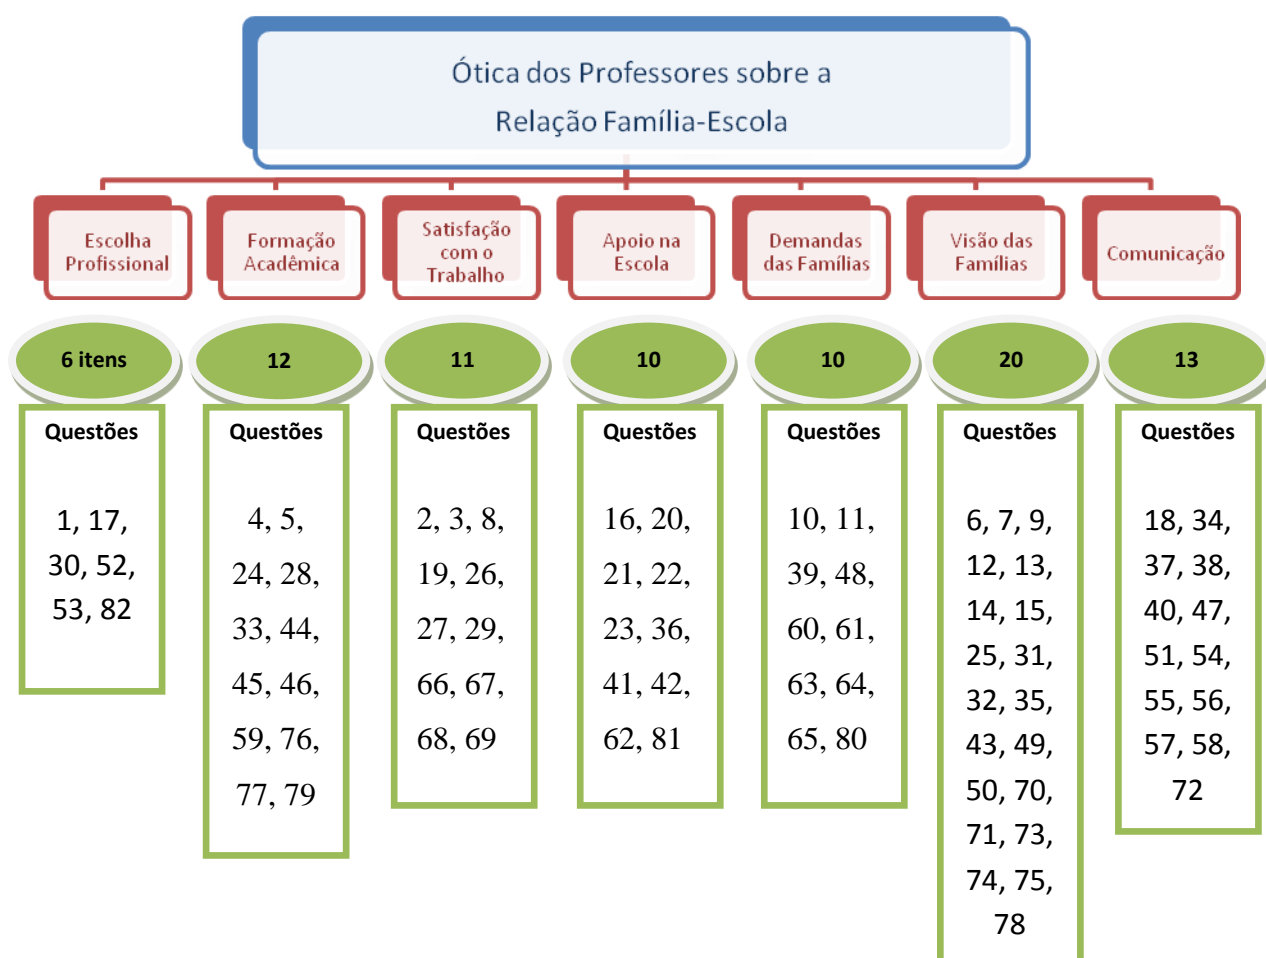 Ótica dos Professores sobre a
Relação Família-Escola
Escolha
Profissional
Formação
Acadêmica
Satisfação
com o
Trabalho
Apoio na
Escola
Demandas
das Famílias
Visão das
Famílias
Comunicação
6 itens
12
11
10
10
20
13
Questões
1, 17,
30, 52,
53, 82
Questões
4, 5,
24, 28,
33, 44,
45, 46,
59, 76,
77, 79
Questões
2, 3, 8,
19, 26,
27, 29,
66, 67,
68, 69
Questões
16, 20,
21, 22,
23, 36,
41, 42,
62, 81
Questões
10, 11,
39, 48,
60, 61,
63, 64,
65, 80
Questões
6, 7, 9,
12, 13,
14, 15,
25, 31,
32, 35,
43, 49,
50, 70,
71, 73,
74, 75,
78
Questões
18, 34,
37, 38,
40, 47,
51, 54,
55, 56,
57, 58,
72